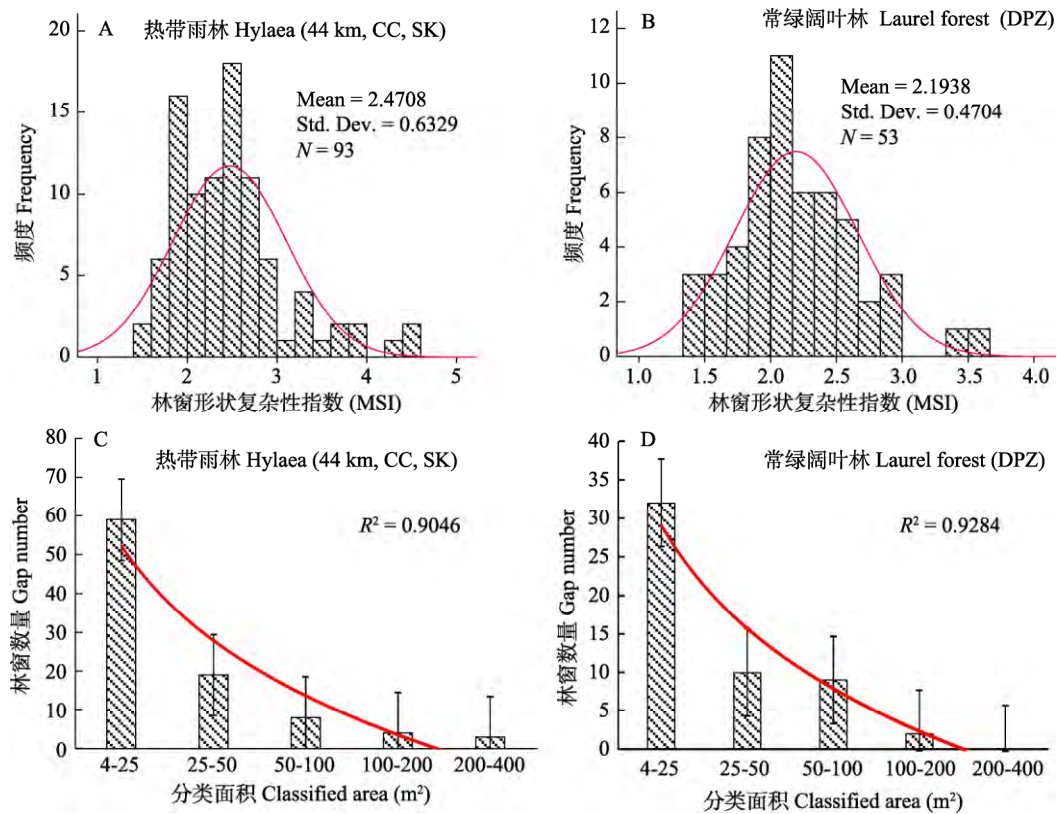 A 热带雨林 Hylaea (44 km, CC, SK)
20
15
10
5
0
频度 Frequency
Mean = 2.4708
Std. Dev. = 0.6329
N = 93
1 2 3 4 5
林窗形状复杂性指数 (MSI)
B 常绿阔叶林 Laurel forest (DPZ)
12
10
8
6
4
2
0
频度 Frequency
Mean = 2.1938
Std. Dev. = 0.4704
N = 53
1.0 1.5 2.0 2.5 3.0 3.5 4.0
林窗形状复杂性指数 (MSI)
C 热带雨林 Hylaea (44 km, CC, SK)
80
70
60
50
40
30
20
10
0
林窗数量 Gap number
R² = 0.9046
4-25 25-50 50-100 100-200 200-400
分类面积 Classified area (m²)
D 常绿阔叶林 Laurel forest (DPZ)
40
35
30
25
20
15
10
5
0
林窗数量 Gap number
R² = 0.9284
4-25 25-50 50-100 100-200 200-400
分类面积 Classified area (m²)